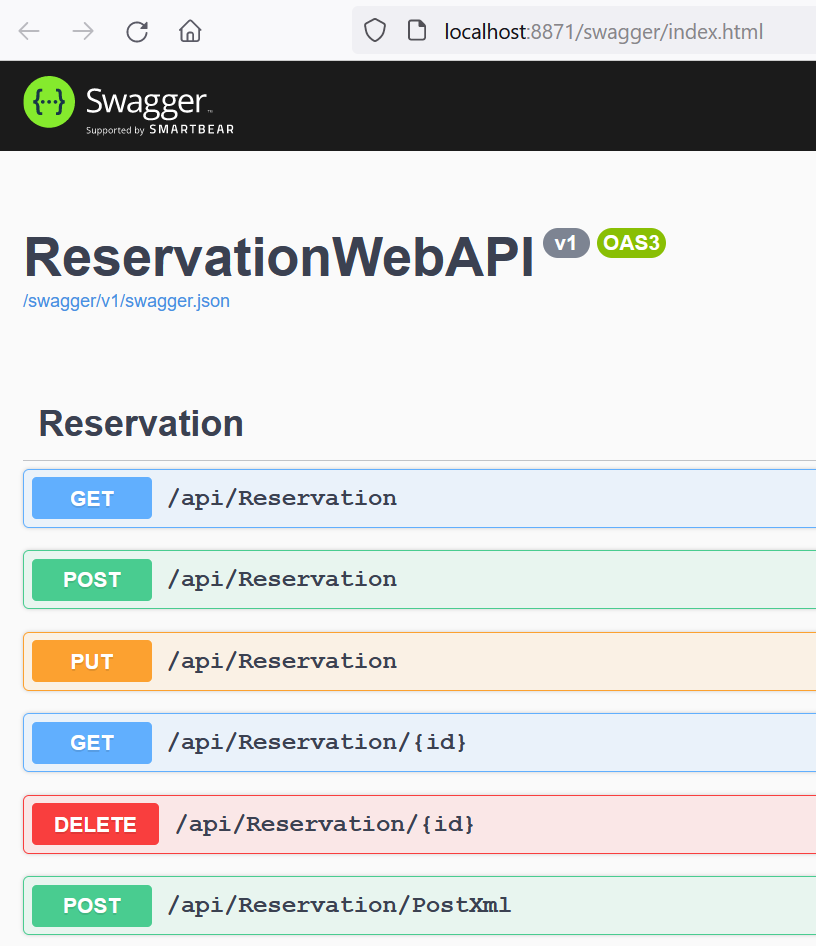 localhost:8871/swagger/index.html
{···} Swagger™
Supported by SMARTBEAR
ReservationWebAPI v1 OAS3
/swagger/v1/swagger.json
Reservation
GET /api/Reservation
POST /api/Reservation
PUT /api/Reservation
GET /api/Reservation/{id}
DELETE /api/Reservation/{id}
POST /api/Reservation/PostXml